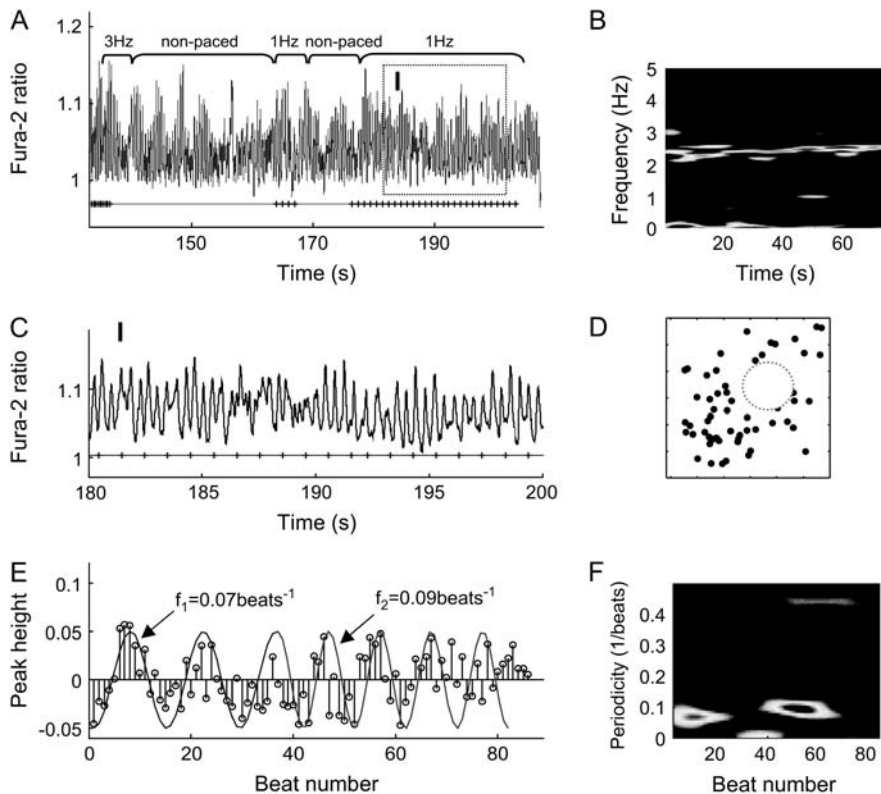 A
1.2
1.1
1
Fura-2 ratio
3Hz
non-paced
1Hz
non-paced
1Hz
I
150
170
190
Time (s)
B
5
4
3
2
1
0
Frequency (Hz)
20
40
60
Time (s)
C
I
1.1
1
Fura-2 ratio
180
185
190
195
200
Time (s)
D
E
0.1
0.05
0
-0.05
Peak height
f1=0.07beats-1
f2=0.09beats-1
0
20
40
60
80
Beat number
F
0.4
0.3
0.2
0.1
0
Periodicity (1/beats)
20
40
60
80
Beat number